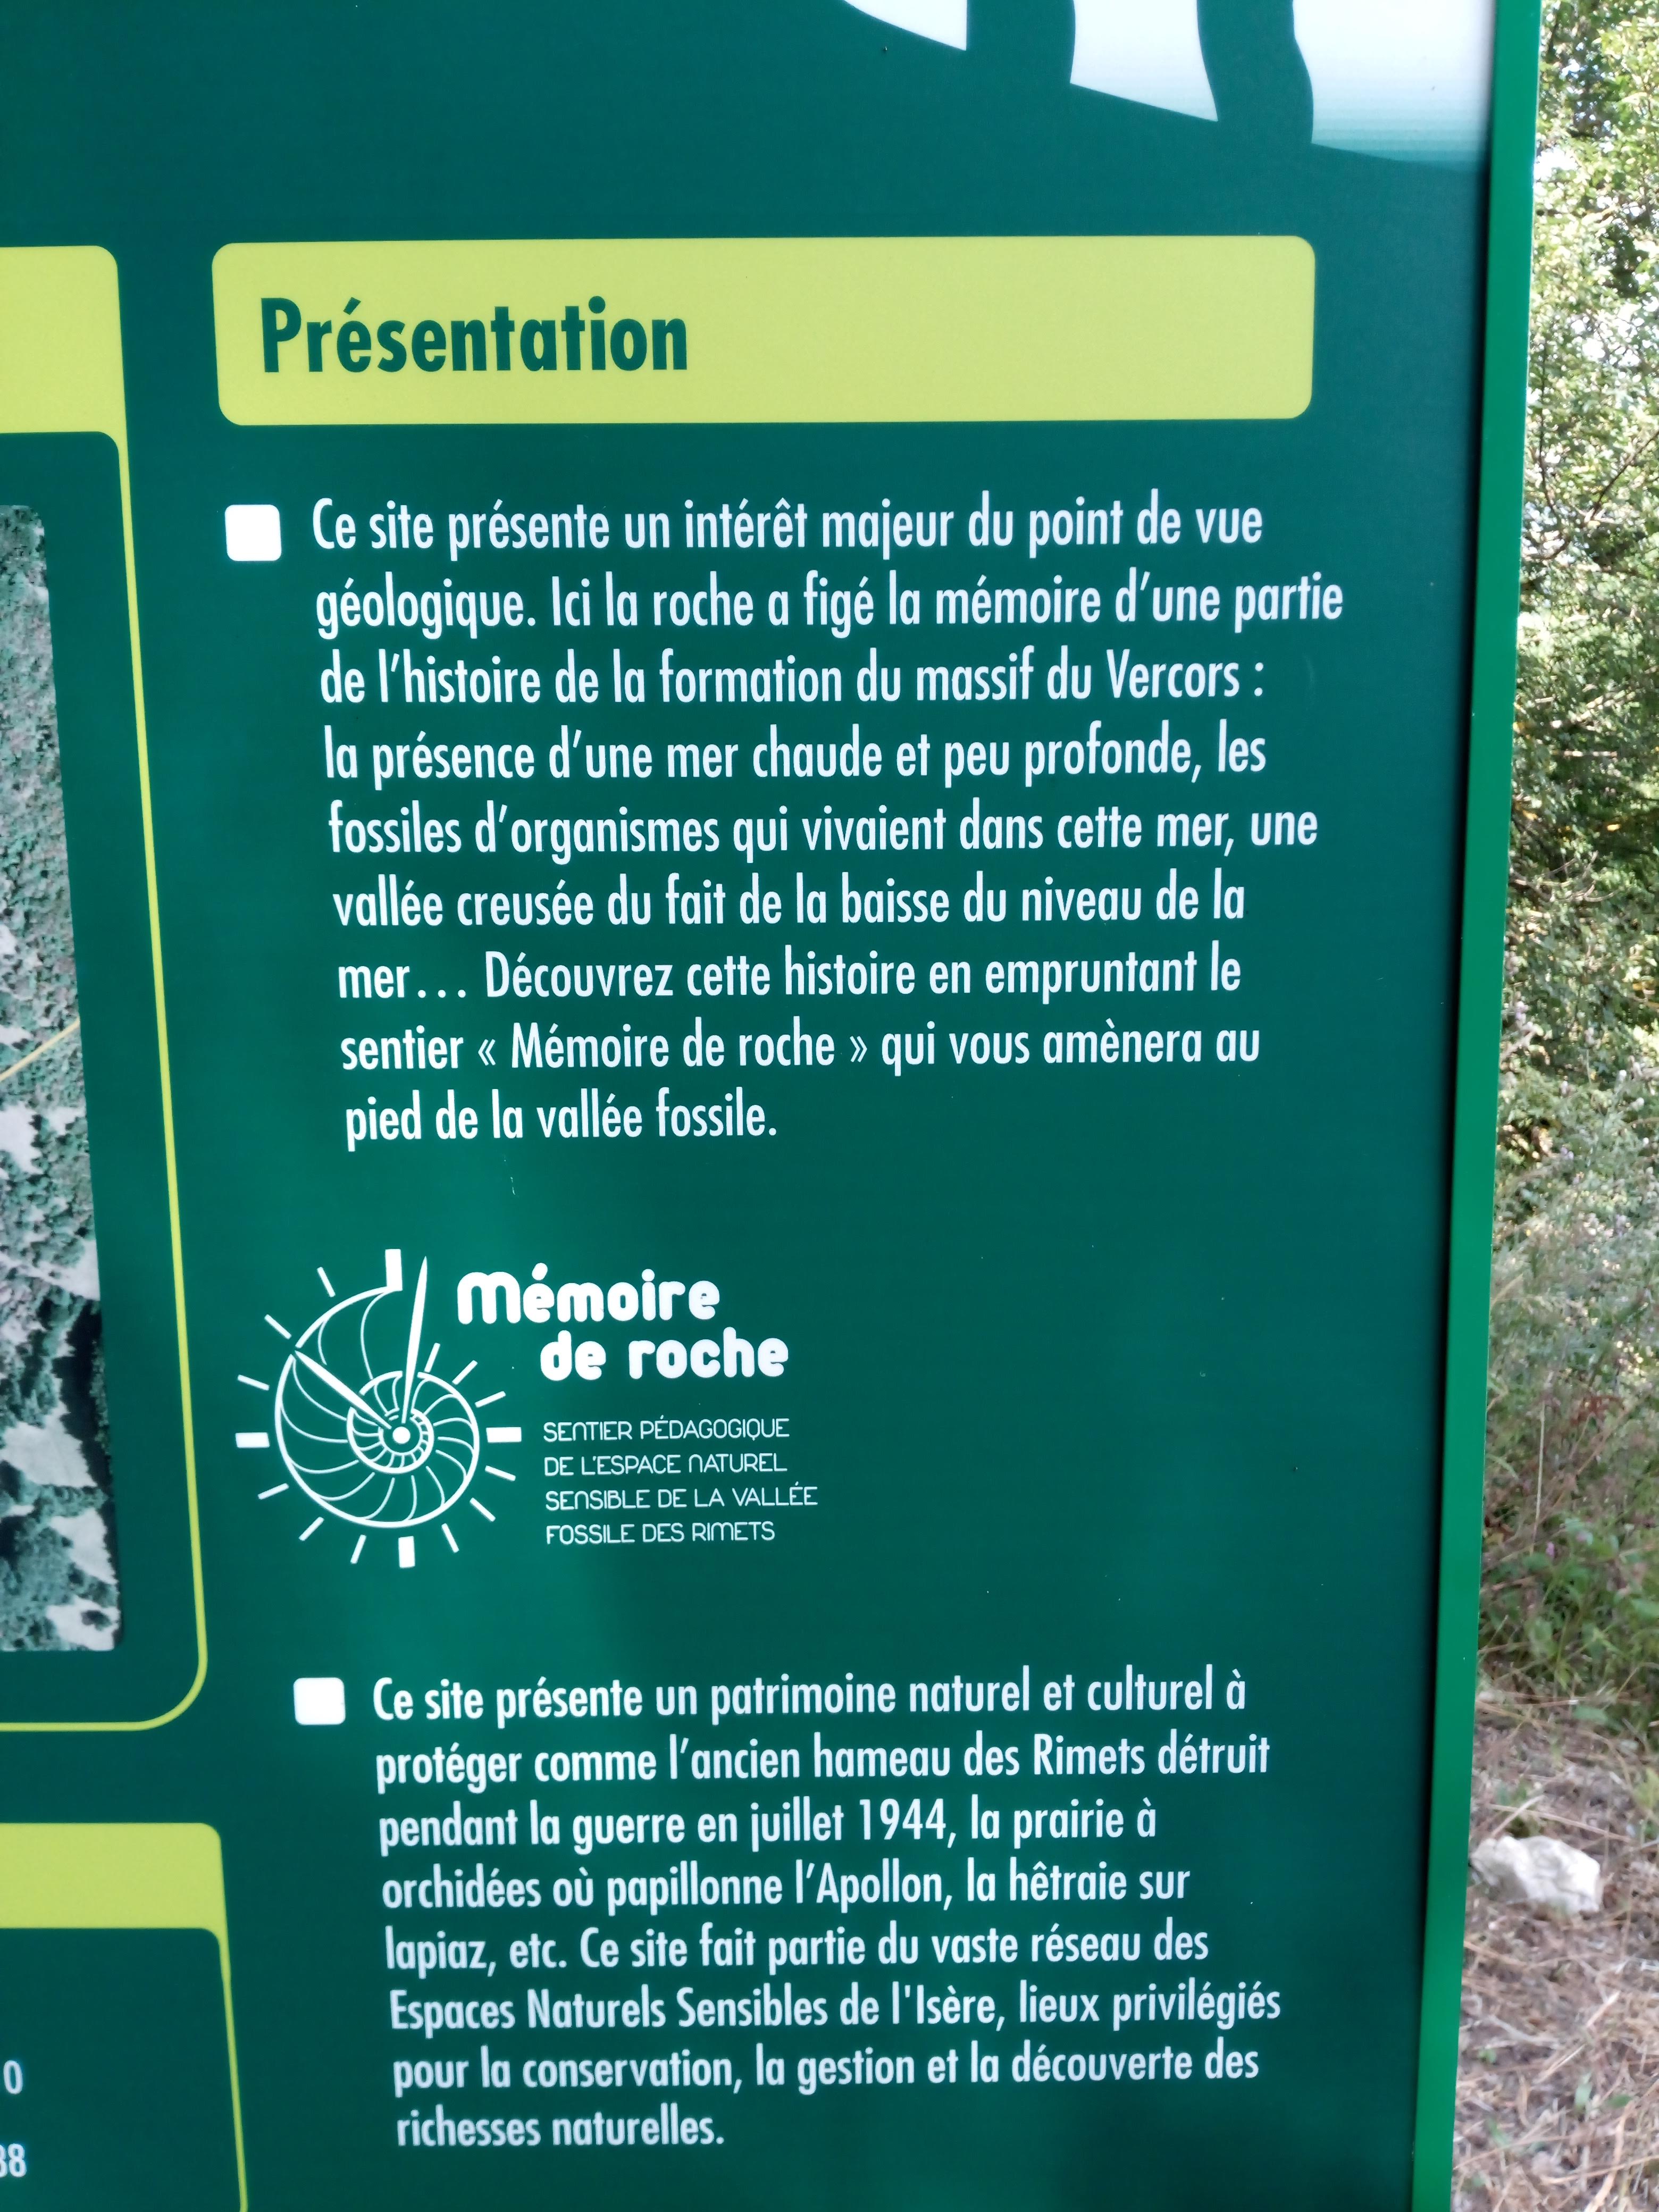 Présentation
Ce site présente un intérêt majeur du point de vue
géologique. Ici la roche a figé la mémoire d'une partie
de l'histoire de la formation du massif du Vercors :
la présence d'une mer chaude et peu profonde, les
fossiles d'organismes qui vivaient dans cette mer, une
vallée creusée du fait de la baisse du niveau de la
mer... Découvrez cette histoire en empruntant le
sentier « Mémoire de roche » qui vous amènera au
pied de la vallée fossile.
mémoire
de roche
SENTIER PÉDAGOGIQUE
DE L'ESPACE NATUREL
SENSIBLE DE LA VALLÉE
FOSSILE DES RIMETS
Ce site présente un patrimoine naturel et culturel à
protéger comme l'ancien hameau des Rimets détruit
pendant la guerre en juillet 1944, la prairie à
orchidées où papillonne l'Apollon, la hêtraie sur
lapiaz, etc. Ce site fait partie du vaste réseau des
Espaces Naturels Sensibles de l'Isère, lieux privilégiés
pour la conservation, la gestion et la découverte des
richesses naturelles.
0
38